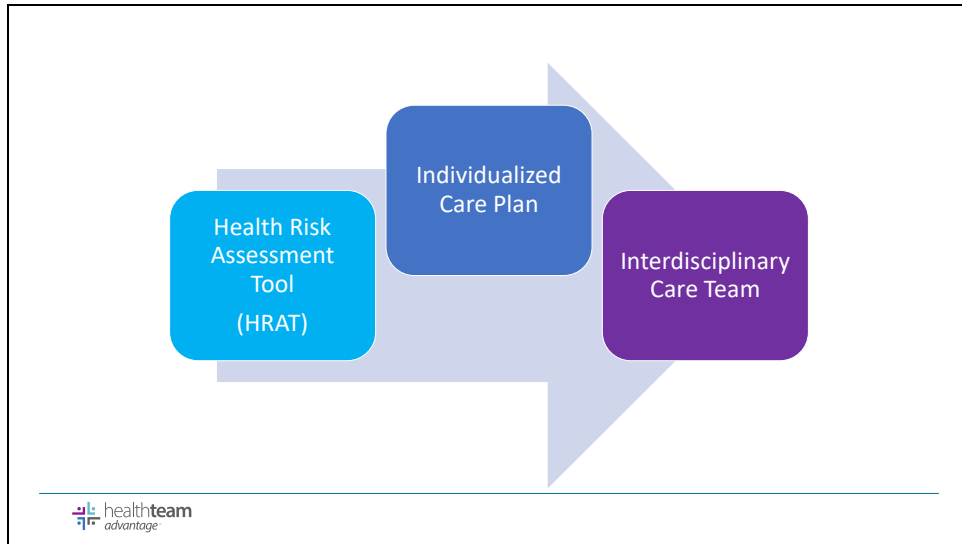 Health Risk
Assessment
Tool
(HRAT)
Individualized
Care Plan
Interdisciplinary
Care Team
healthteam
advantage